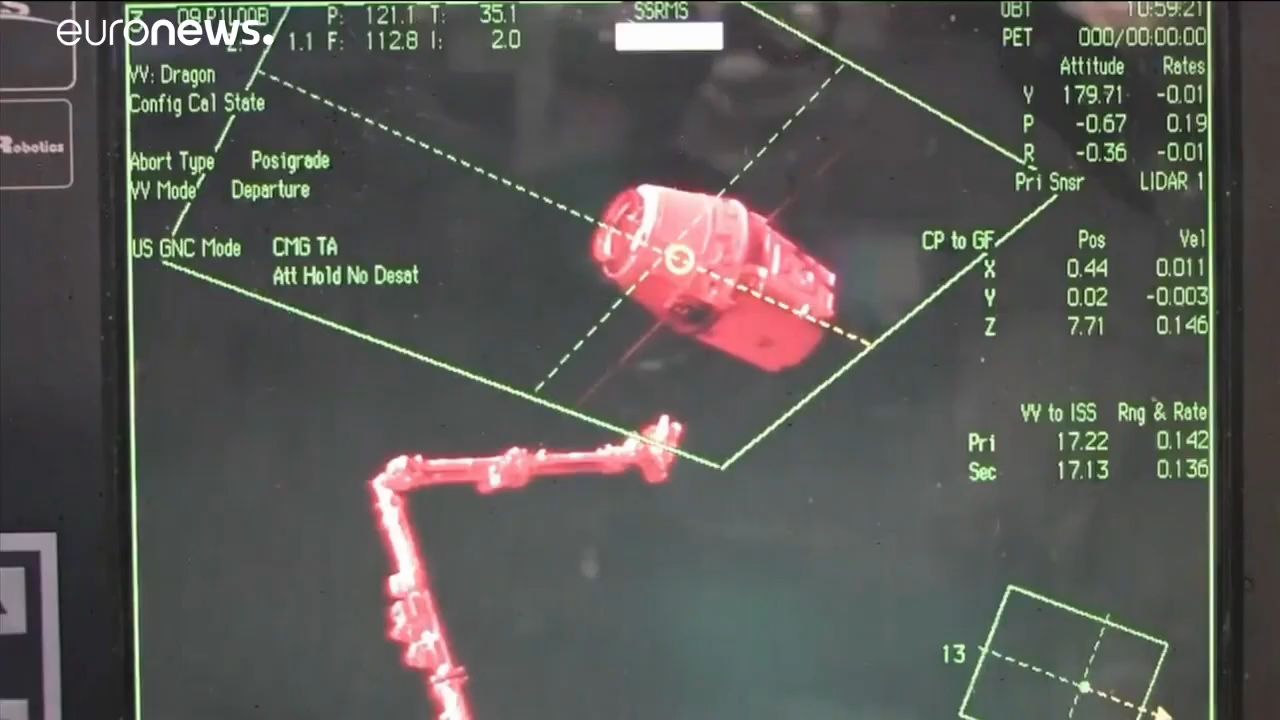 euronews.
P: 121.1 T: 35.1
1.1 F: 112.8 I: 2.0
SSRMS
10:59:21
PET 000/00:00:00
VV: Dragon
Config Cal State
Abort Type Posigrade
VV Mode Departure
US GNC Mode CMG TA
Att Hold No Desat
Attitude Rates
Y 179.71 -0.01
P -0.67 0.19
R -0.36 -0.01
Pri Snsr LIDAR 1
CP to GF Pos Vel
X 0.44 0.011
Y 0.02 -0.003
Z 7.71 0.146
VV to ISS Rng & Rate
Pri 17.22 0.142
Sec 17.13 0.136
13
Robotics